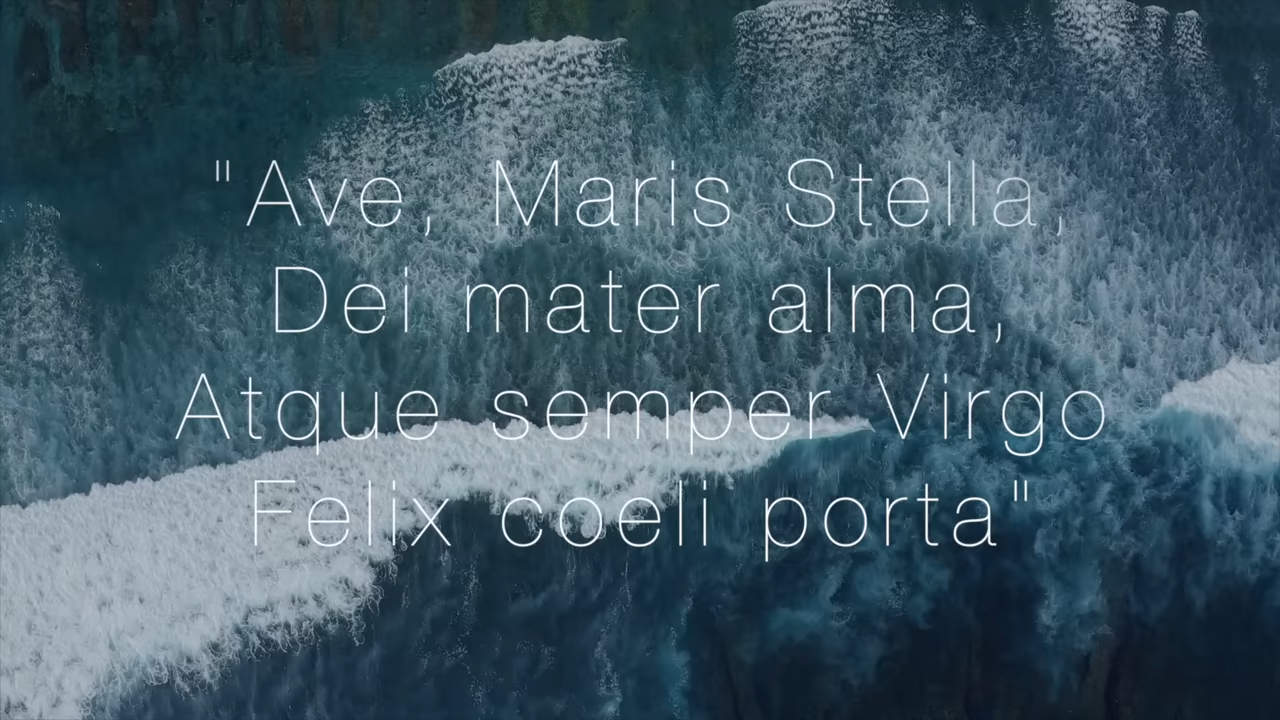 "Ave, Maris Stella,
Dei mater alma,
Atque semper Virgo
Felix coeli porta"